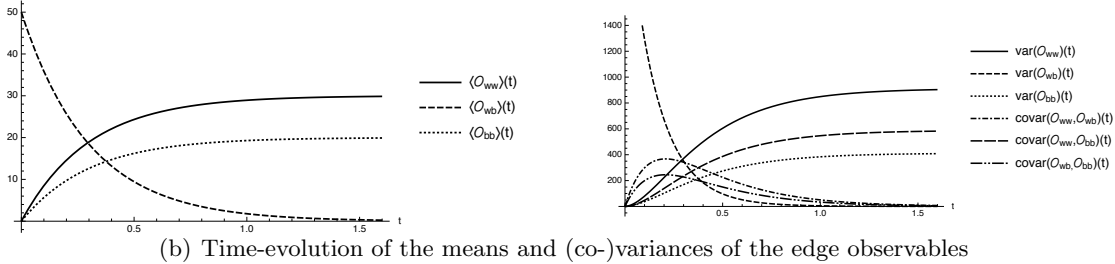 50
40
30
20
10
0.5
1.0
1.5
t
⟨O_ww⟩(t)
⟨O_wb⟩(t)
⟨O_bb⟩(t)
1400
1200
1000
800
600
400
200
0.0
0.5
1.0
1.5
t
var(O_ww)(t)
var(O_wb)(t)
var(O_bb)(t)
covar(O_ww,O_wb)(t)
covar(O_ww,O_bb)(t)
covar(O_wb,O_bb)(t)
(b) Time-evolution of the means and (co-)variances of the edge observables